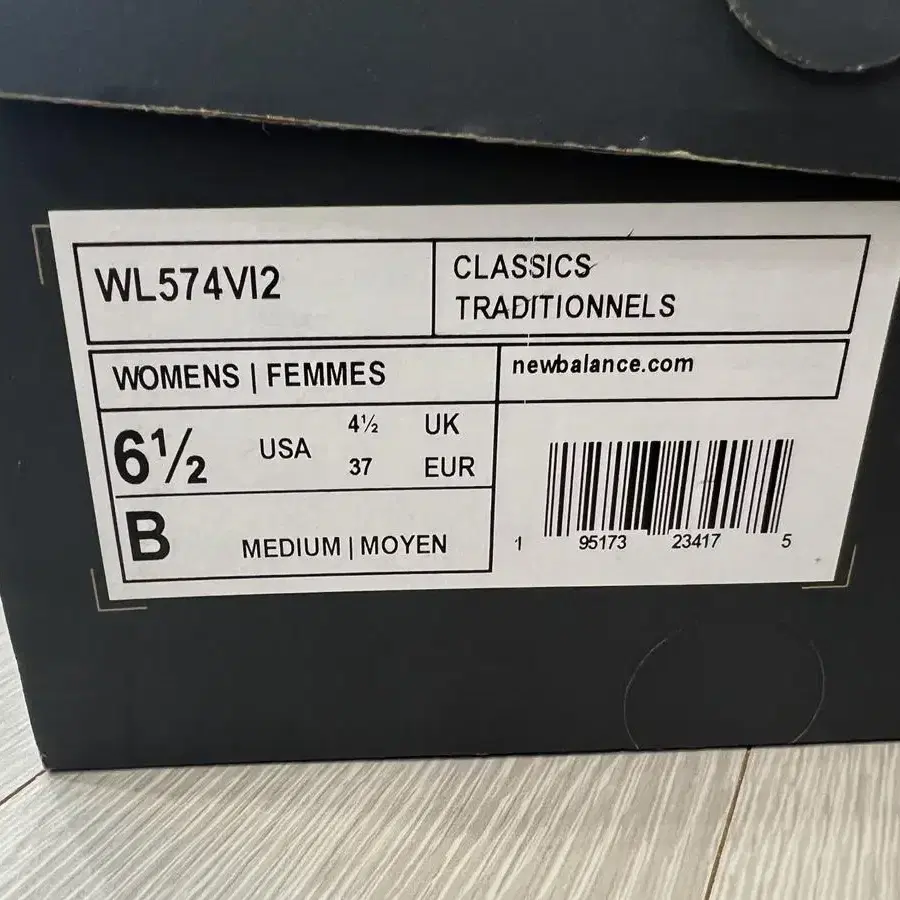 WL574VI2
CLASSICS
TRADITIONNELS
WOMENS | FEMMES
newbalance.com
6½ USA 4½ UK
37 EUR
B MEDIUM | MOYEN
1 95173 23417 5